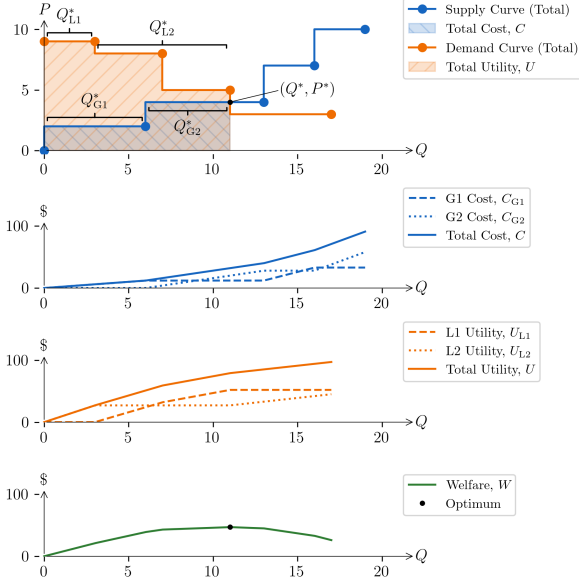 P
10
5
0
0
5
10
15
20
Q
Q*L1
Q*L2
Q*G1
Q*G2
(Q*, P*)
Supply Curve (Total)
Total Cost, C
Demand Curve (Total)
Total Utility, U
$
100
0
0
5
10
15
20
Q
G1 Cost, CG1
G2 Cost, CG2
Total Cost, C
$
100
0
0
5
10
15
20
Q
L1 Utility, UL1
L2 Utility, UL2
Total Utility, U
$
100
0
0
5
10
15
20
Q
Welfare, W
Optimum